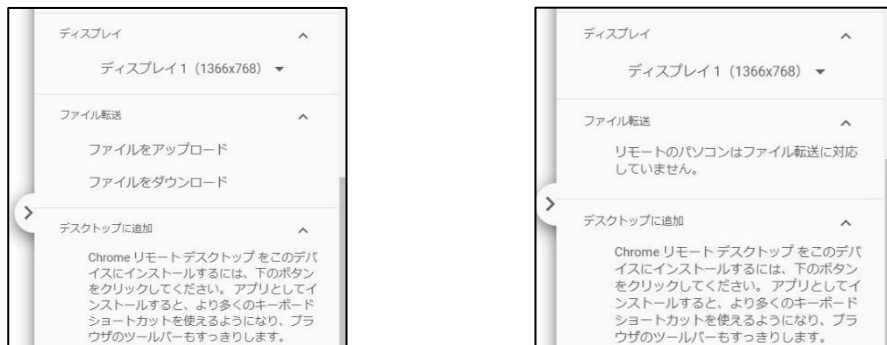 ディスプレイ
ディスプレイ 1（1366x768）
ファイル転送
ファイルをアップロード
ファイルをダウンロード
デスクトップに追加
Chrome リモート デスクトップ をこのデバ
イスにインストールするには、下のボタン
をクリックしてください。 アプリとしてイ
ンストールすると、より多くのキーボード
ショートカットを使えるようになり、ブラ
ウザのツールバーもすっきりします。
ディスプレイ
ディスプレイ 1（1366x768）
ファイル転送
リモートのパソコンはファイル転送に対応
していません。
デスクトップに追加
Chrome リモート デスクトップ をこのデバ
イスにインストールするには、下のボタン
をクリックしてください。 アプリとしてイ
ンストールすると、より多くのキーボード
ショートカットを使えるようになり、ブラ
ウザのツールバーもすっきりします。